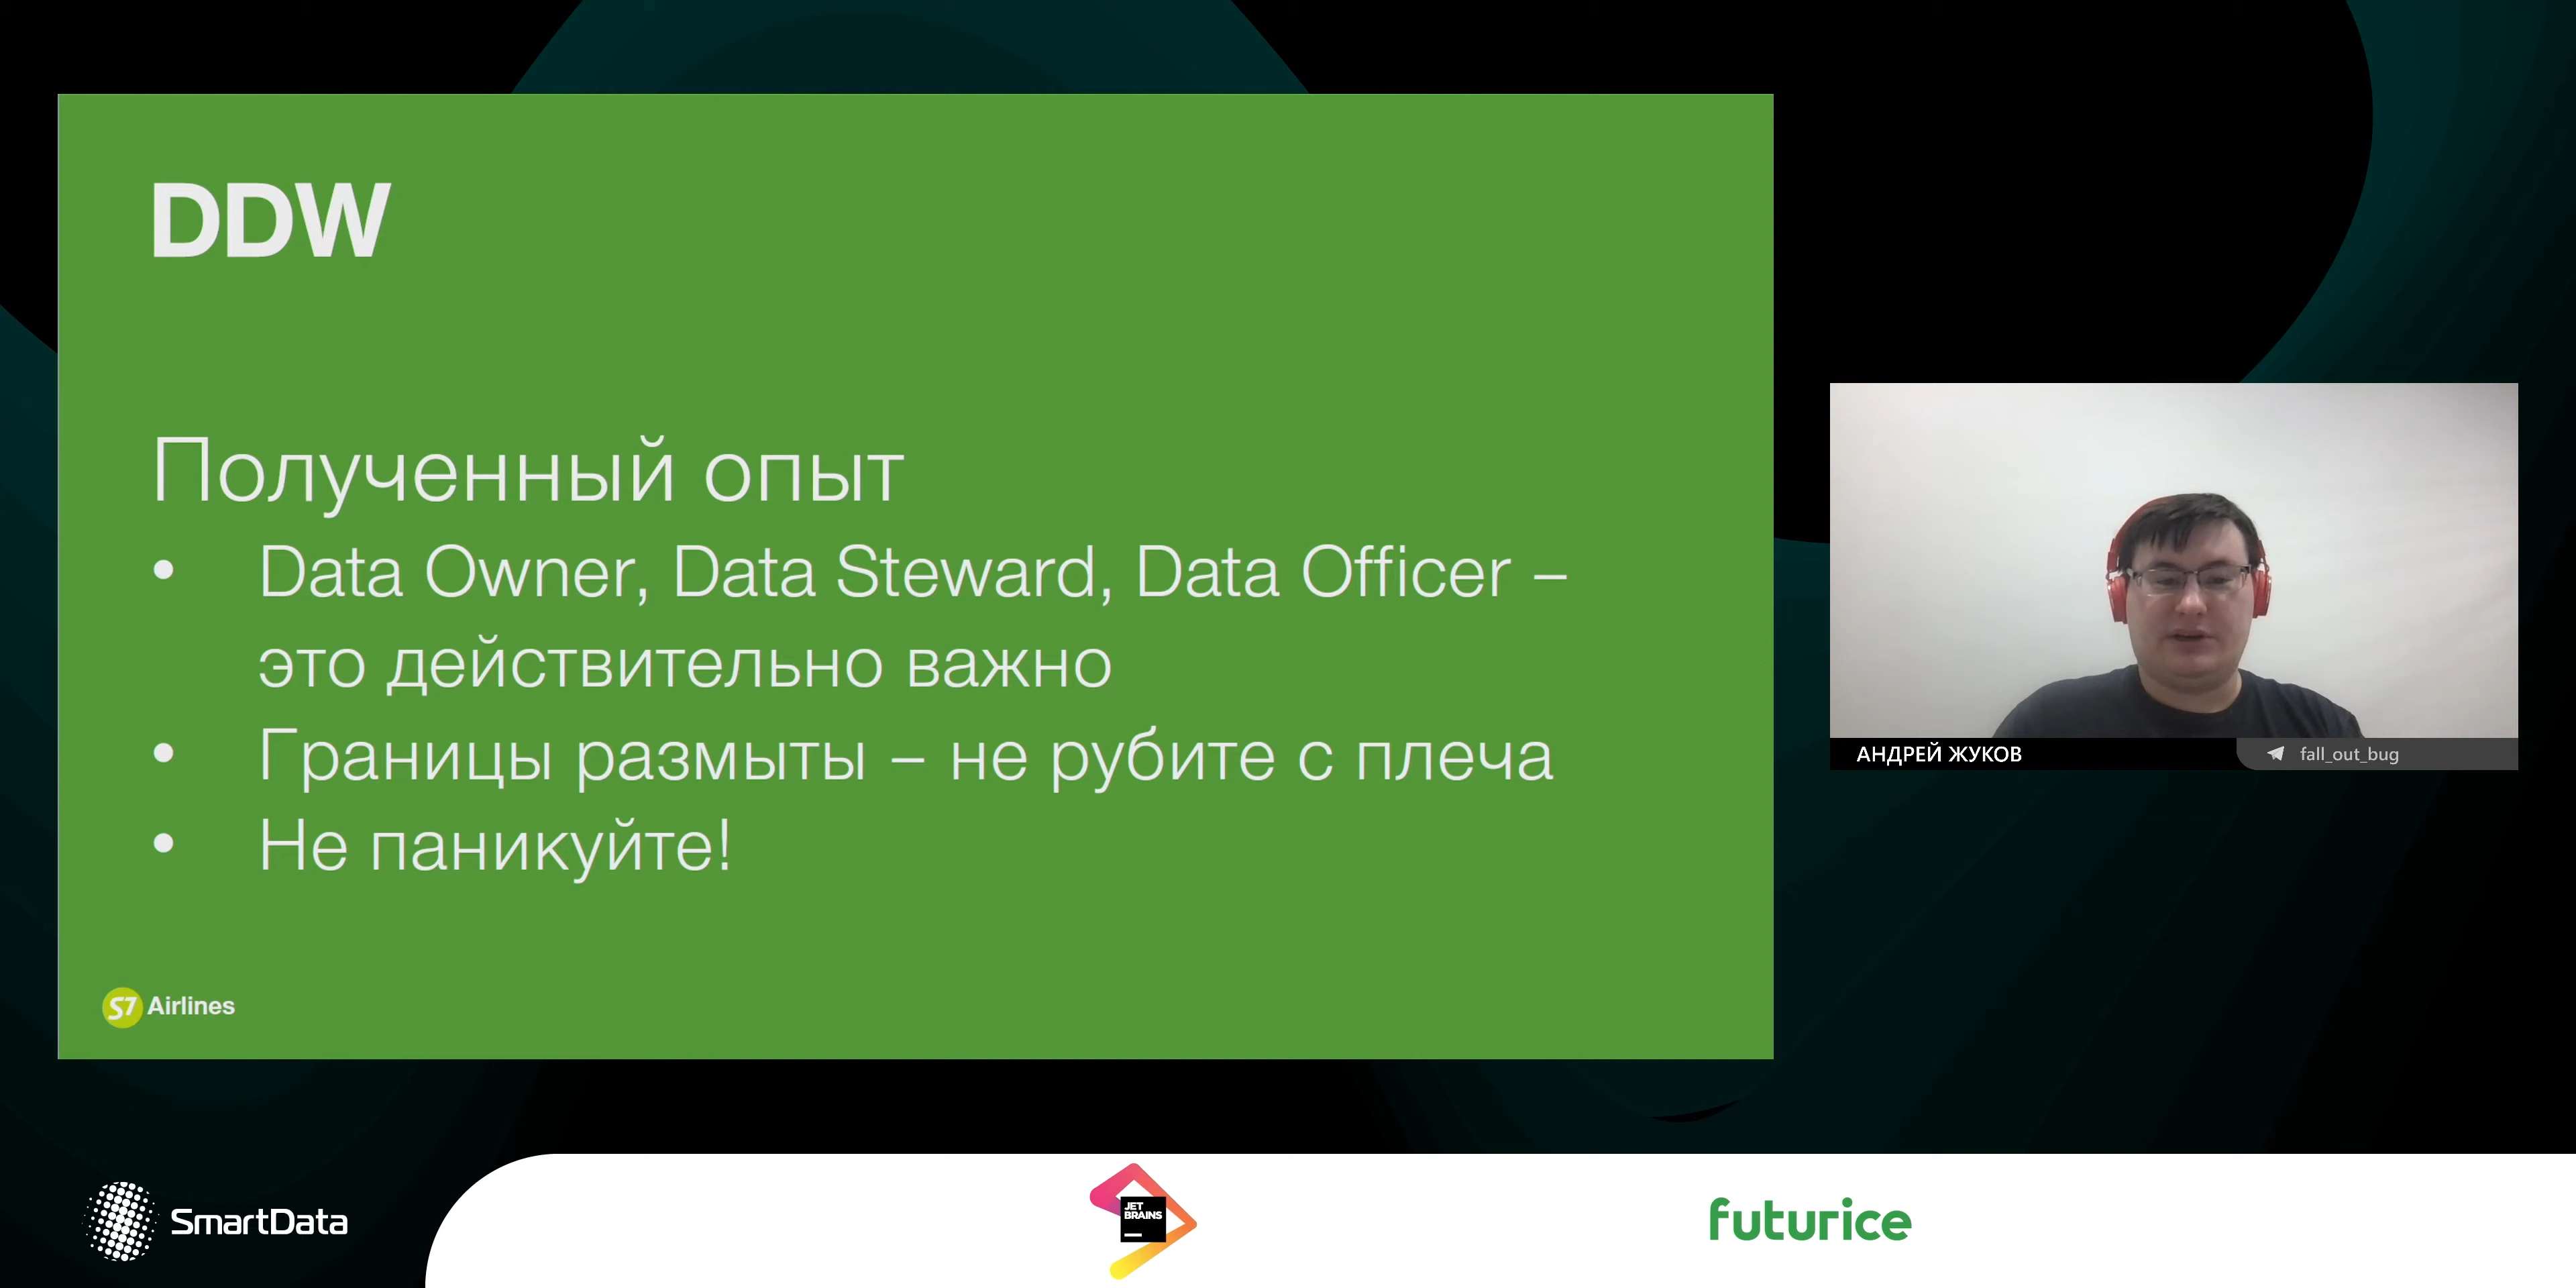 DDW
Полученный опыт
• Data Owner, Data Steward, Data Officer –
это действительно важно
• Границы размыты – не рубите с плеча
• Не паникуйте!
S7 Airlines
АНДРЕЙ ЖУКОВ
fall_out_bug
SmartData
JET
BRAINS
futurice